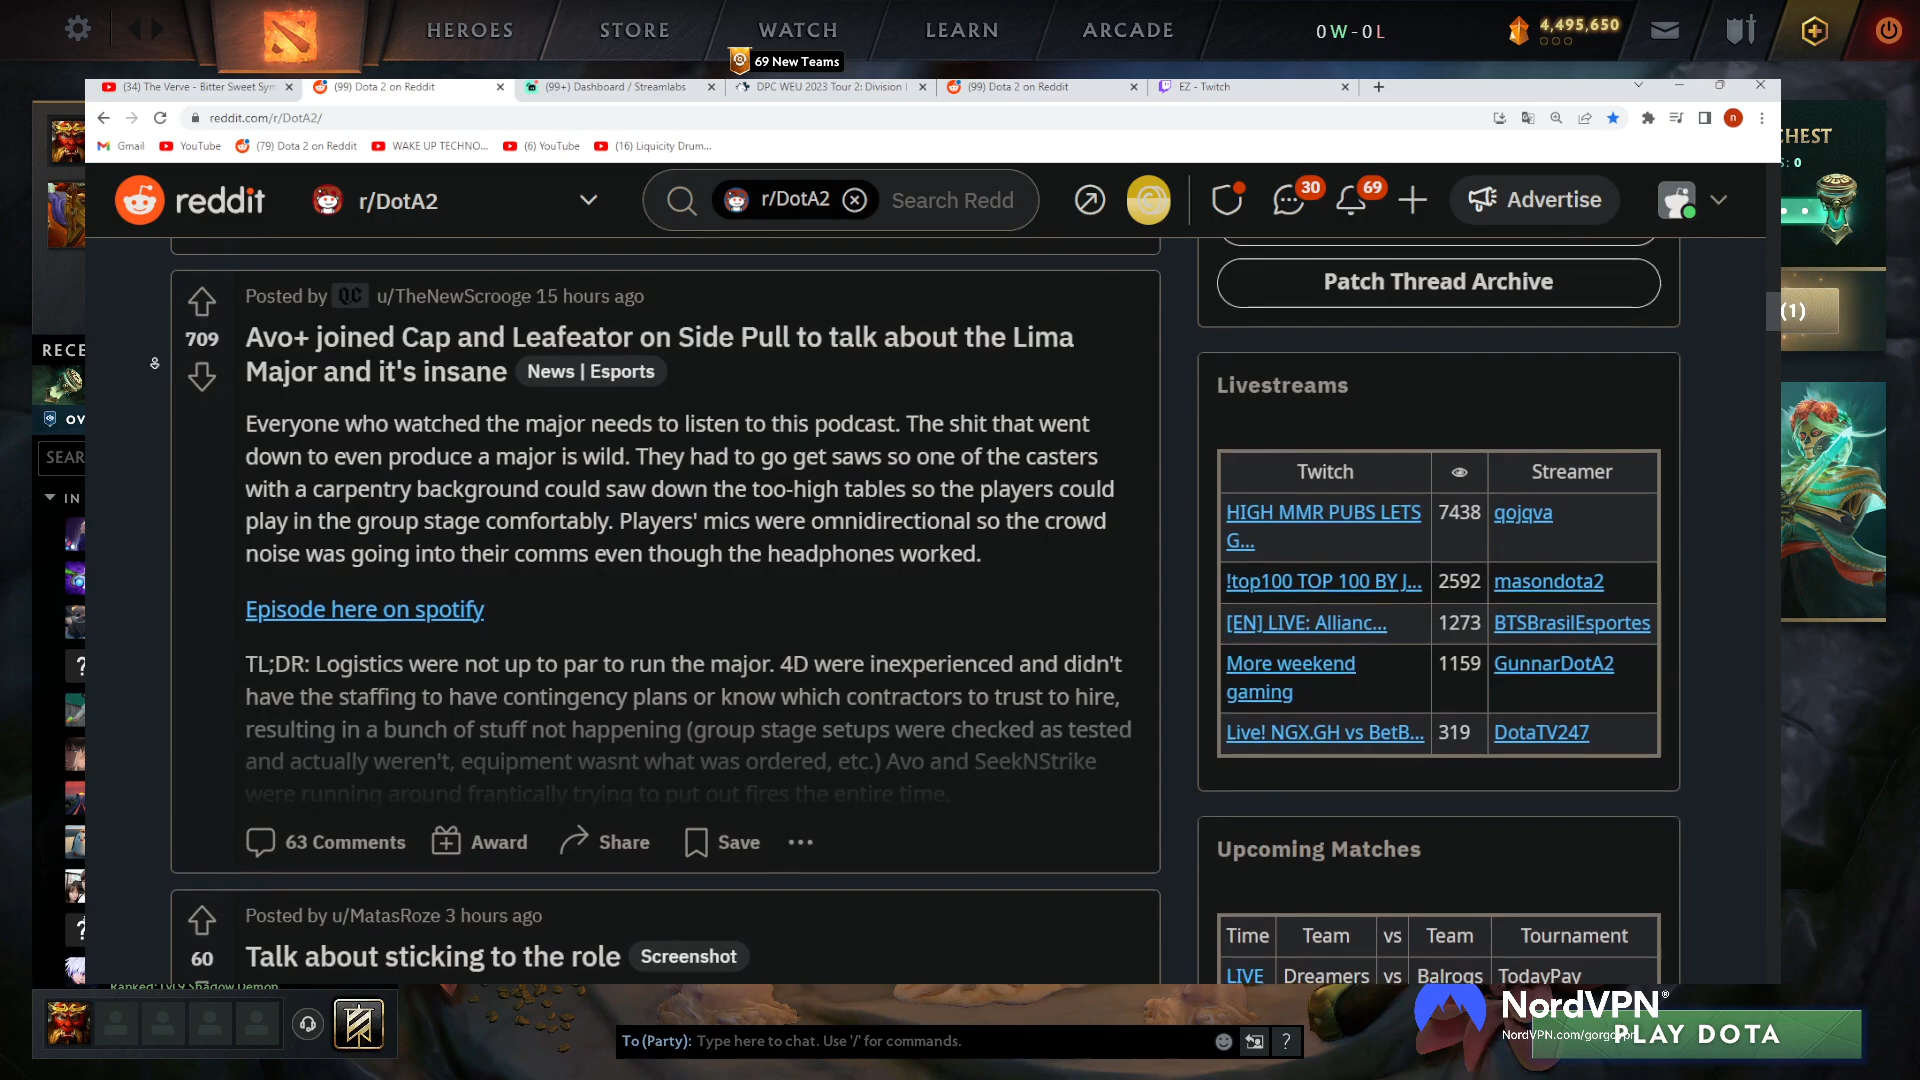 HEROES
STORE
WATCH
LEARN
ARCADE
0 W - 0 L
4,495,650
69 New Teams
(34) The Verve - Bitter Sweet Sym
(99) Dota 2 on Reddit
(99+) Dashboard / Streamlabs
DPC WEU 2023 Tour 2: Division
(99) Dota 2 on Reddit
EZ - Twitch
reddit.com/r/DotA2/
n
Gmail
YouTube
(79) Dota 2 on Reddit
WAKE UP TECHNO...
(6) YouTube
(16) Liquicity Drum...
CHEST
S: 0
reddit
r/DotA2
r/DotA2
Search Redd
30
69
Advertise
Patch Thread Archive
(1)
Posted by QC u/TheNewScrooge 15 hours ago
709
Avo+ joined Cap and Leafeator on Side Pull to talk about the Lima
Major and it's insane News | Esports
Everyone who watched the major needs to listen to this podcast. The shit that went
down to even produce a major is wild. They had to go get saws so one of the casters
with a carpentry background could saw down the too-high tables so the players could
play in the group stage comfortably. Players' mics were omnidirectional so the crowd
noise was going into their comms even though the headphones worked.
Episode here on spotify
TL;DR: Logistics were not up to par to run the major. 4D were inexperienced and didn't
have the staffing to have contingency plans or know which contractors to trust to hire,
resulting in a bunch of stuff not happening (group stage setups were checked as tested
and actually weren't, equipment wasnt what was ordered, etc.) Avo and SeekNStrike
were running around frantically trying to put out fires the entire time.
63 Comments
Award
Share
Save
Posted by u/MatasRoze 3 hours ago
60
Talk about sticking to the role Screenshot
Livestreams
Twitch Streamer
HIGH MMR PUBS LETS 7438 qojqva
G...
!top100 TOP 100 BY J... 2592 masondota2
[EN] LIVE: Allianc... 1273 BTSBrasilEsportes
More weekend 1159 GunnarDotA2
gaming
Live! NGX.GH vs BetB... 319 DotaTV247
Upcoming Matches
Time Team vs Team Tournament
LIVE Dreamers vs Balrogs TodayPay
RECE
OV
SEAR
IN
?
?
Ranked: Lvl 9 Shadow Demon
To (Party): Type here to chat. Use '/' for commands.
?
NordVPN®
PLAY DOTA